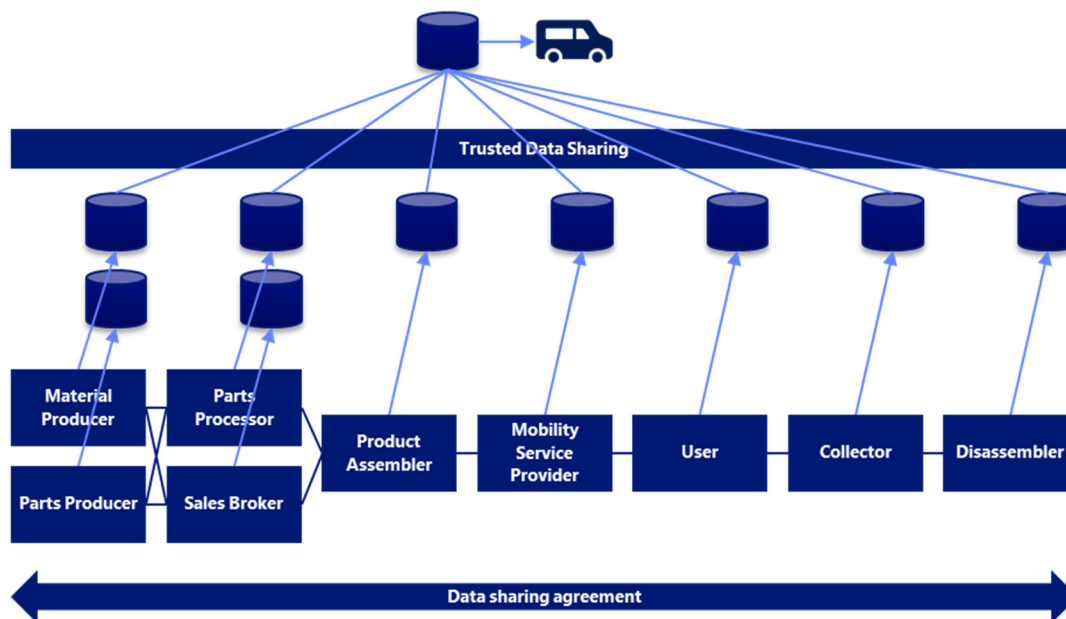 Trusted Data Sharing
Material
Producer
Parts
Processor
Product
Assembler
Mobility
Service
Provider
User
Collector
Disassembler
Parts Producer
Sales Broker
Data sharing agreement